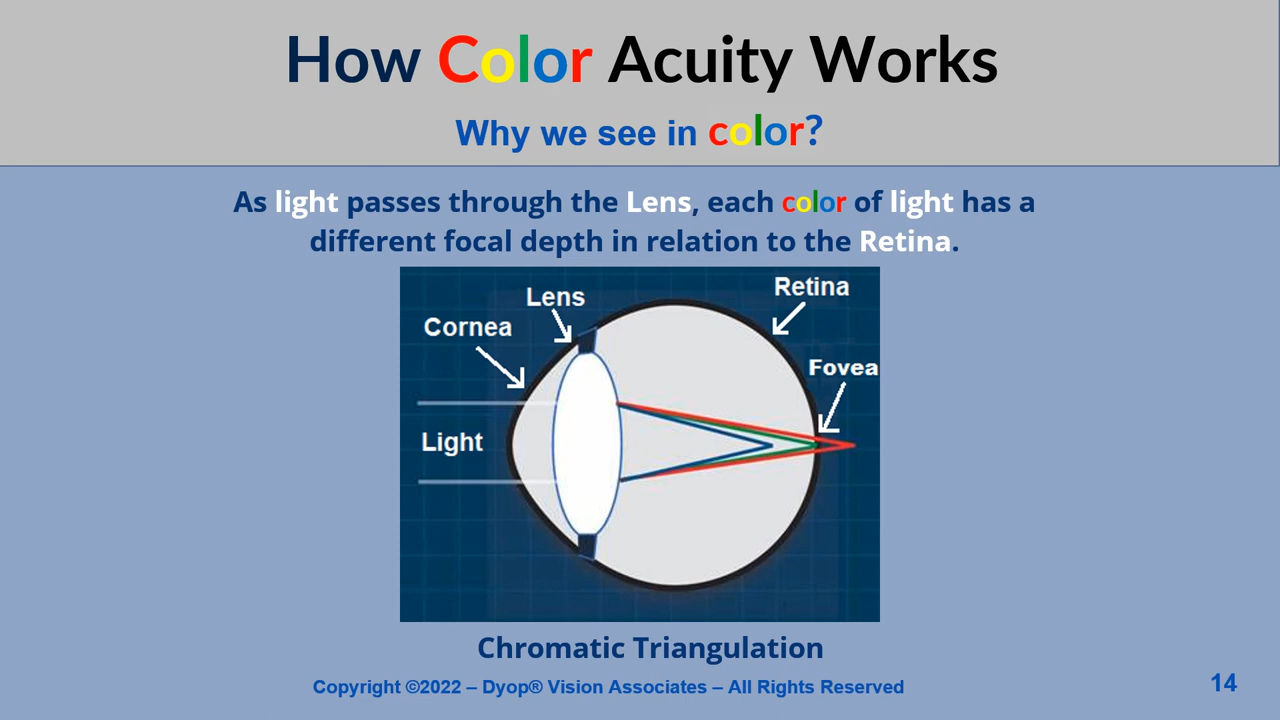 How Color Acuity Works
Why we see in color?
As light passes through the Lens, each color of light has a
different focal depth in relation to the Retina.
Lens
Retina
Cornea
Fovea
Light
Chromatic Triangulation
Copyright ©2022 – Dyop® Vision Associates – All Rights Reserved
14